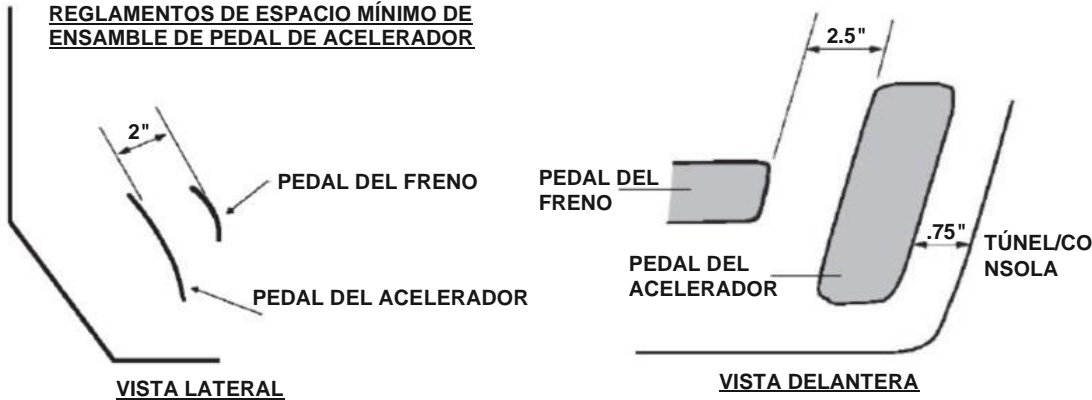 REGLAMENTOS DE ESPACIO MÍNIMO DE
ENSAMBLE DE PEDAL DE ACELERADOR
2"
PEDAL DEL FRENO
PEDAL DEL ACELERADOR
VISTA LATERAL
2.5"
PEDAL DEL
FRENO
.75"
TÚNEL/CO
NSOLA
PEDAL DEL
ACELERADOR
VISTA DELANTERA